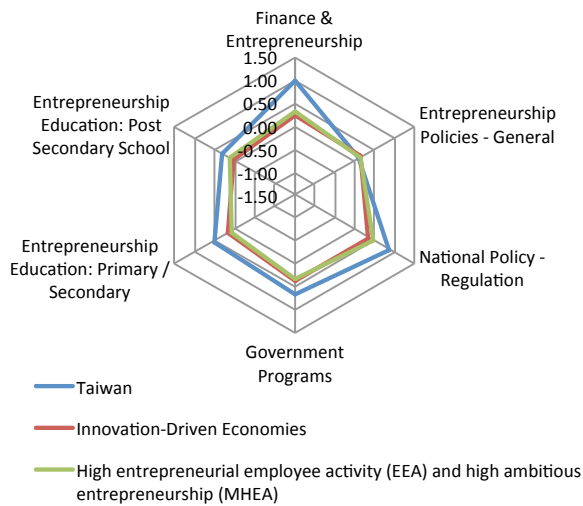 Finance &
Entrepreneurship
1.50
1.00
0.50
0.00
-0.50
-1.00
-1.50
Entrepreneurship
Policies - General
National Policy -
Regulation
Government
Programs
Entrepreneurship
Education: Primary /
Secondary
Entrepreneurship
Education: Post
Secondary School
Taiwan
Innovation-Driven Economies
High entrepreneurial employee activity (EEA) and high ambitious
entrepreneurship (MHEA)